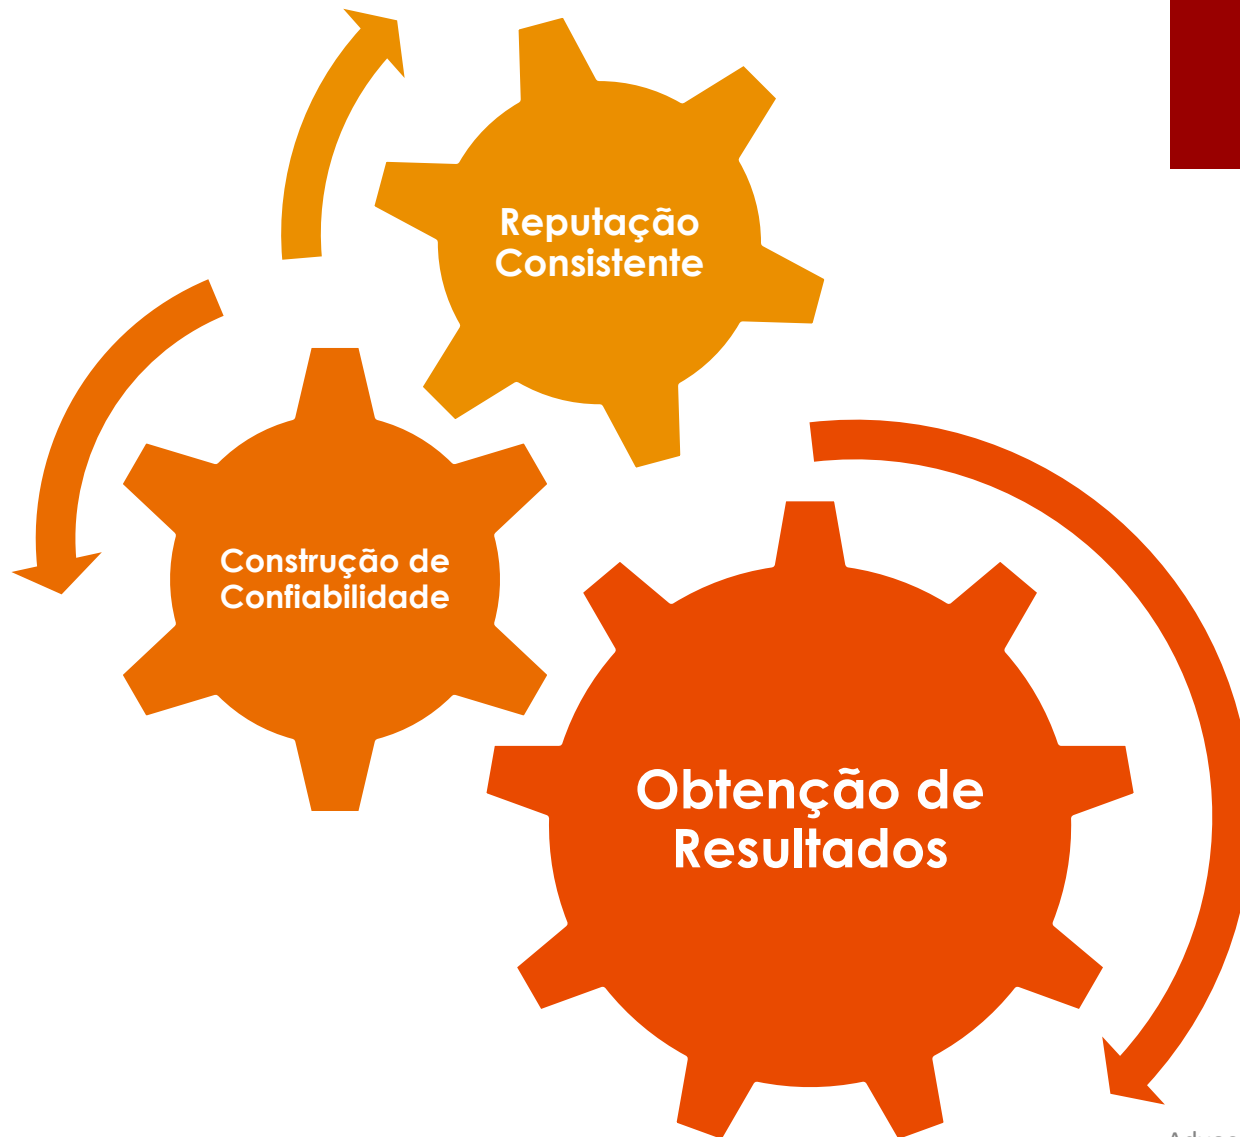 Reputação
Consistente
Construção de
Confiabilidade
Obtenção de
Resultados